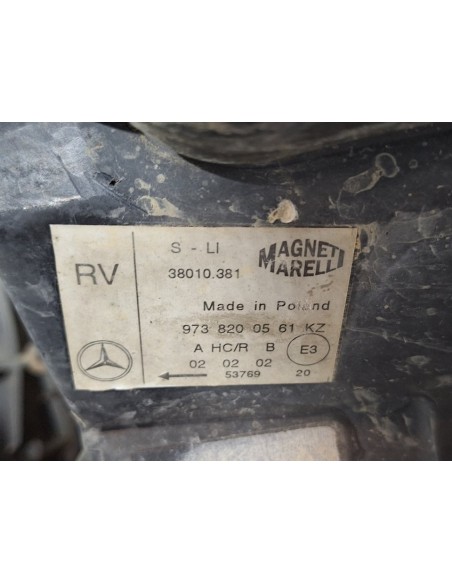 S - LI
MAGNETI
MARELLI
RV
38010.381
Made in Poland
973 820 05 61 KZ
A HC/R B E3
02 02 02
53769 20